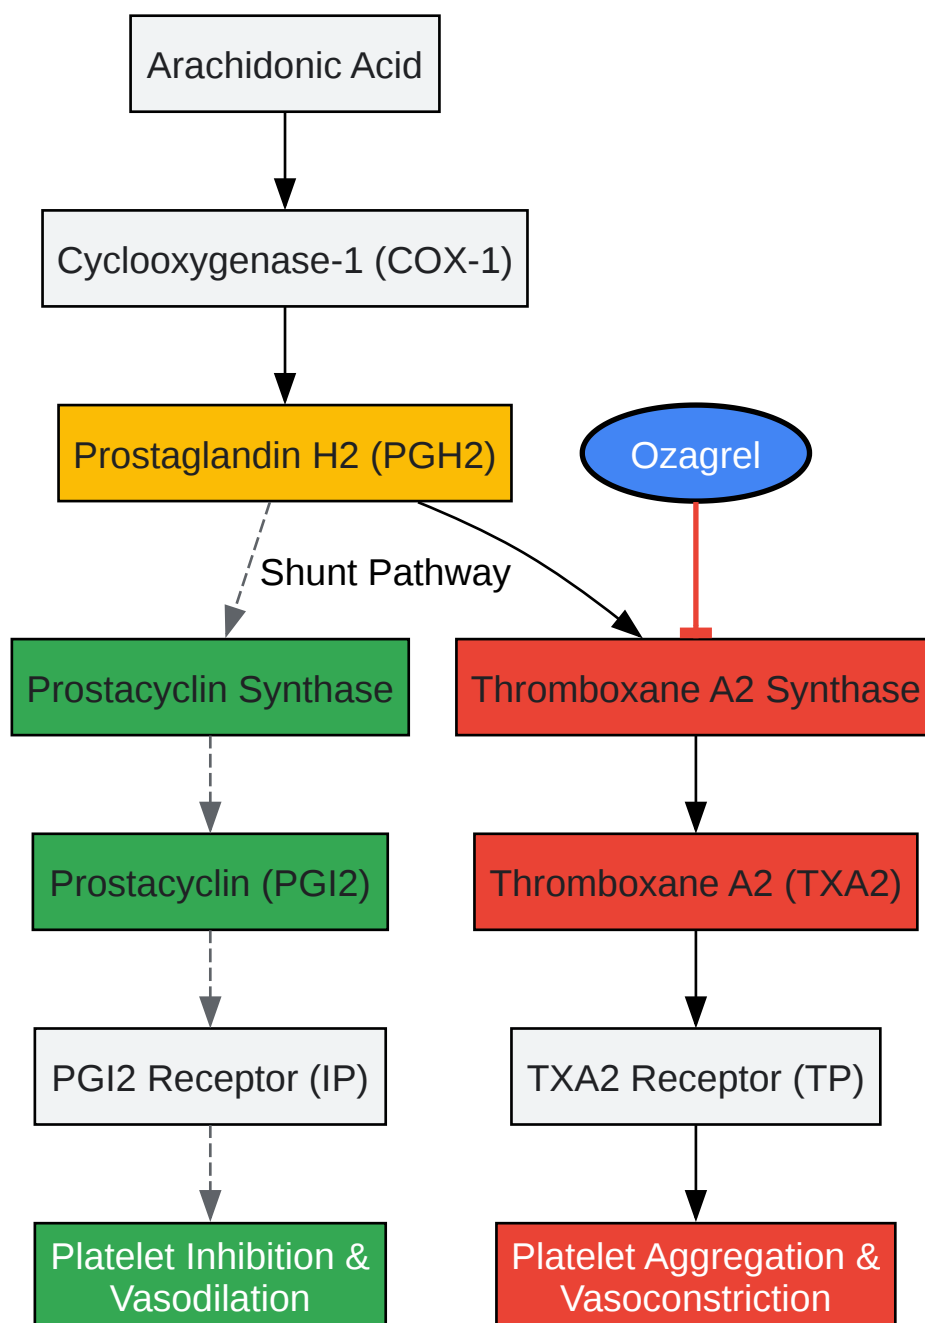 Arachidonic Acid
Cyclooxygenase-1 (COX-1)
Prostaglandin H2 (PGH2)
Ozagrel
Shunt Pathway
Prostacyclin Synthase
Thromboxane A2 Synthase
Prostacyclin (PGI2)
Thromboxane A2 (TXA2)
PGI2 Receptor (IP)
TXA2 Receptor (TP)
Platelet Inhibition &
Vasodilation
Platelet Aggregation &
Vasoconstriction